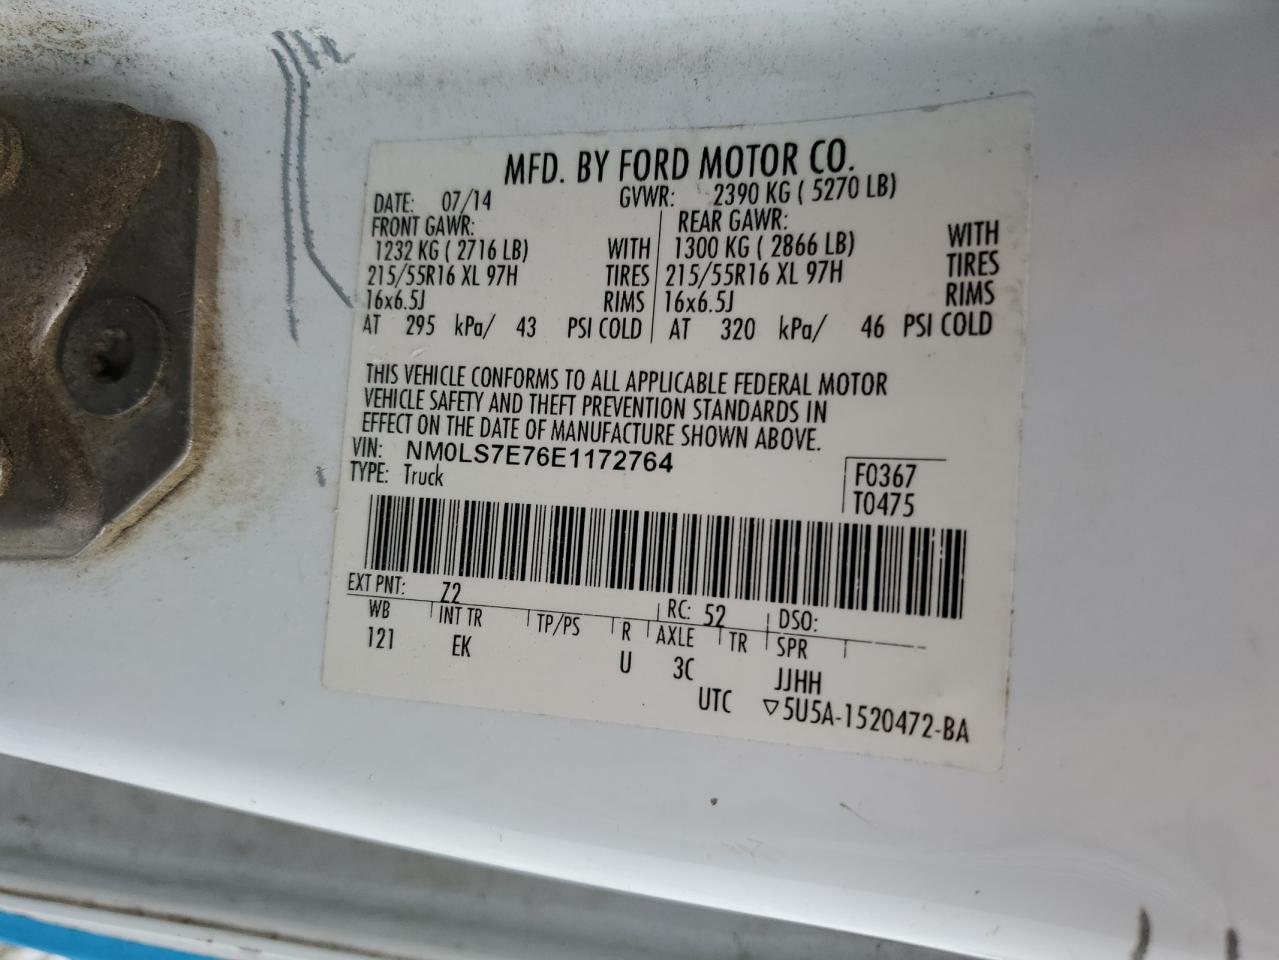 MFD. BY FORD MOTOR CO.
DATE: 07/14 GVWR: 2390 KG ( 5270 LB)
FRONT GAWR: REAR GAWR:
1232 KG ( 2716 LB) WITH 1300 KG ( 2866 LB) WITH
215/55R16 XL 97H TIRES 215/55R16 XL 97H TIRES
16x6.5J RIMS 16x6.5J RIMS
AT 295 kPa/ 43 PSI COLD AT 320 kPa/ 46 PSI COLD
THIS VEHICLE CONFORMS TO ALL APPLICABLE FEDERAL MOTOR
VEHICLE SAFETY AND THEFT PREVENTION STANDARDS IN
EFFECT ON THE DATE OF MANUFACTURE SHOWN ABOVE.
VIN: NM0LS7E76E1172764
TYPE: Truck
F0367
T0475
EXT PNT: Z2 RC: 52 DSO:
WB INT TR TP/PS R AXLE TR SPR
121 EK U 3C JJHH
UTC ▽5U5A-1520472-BA